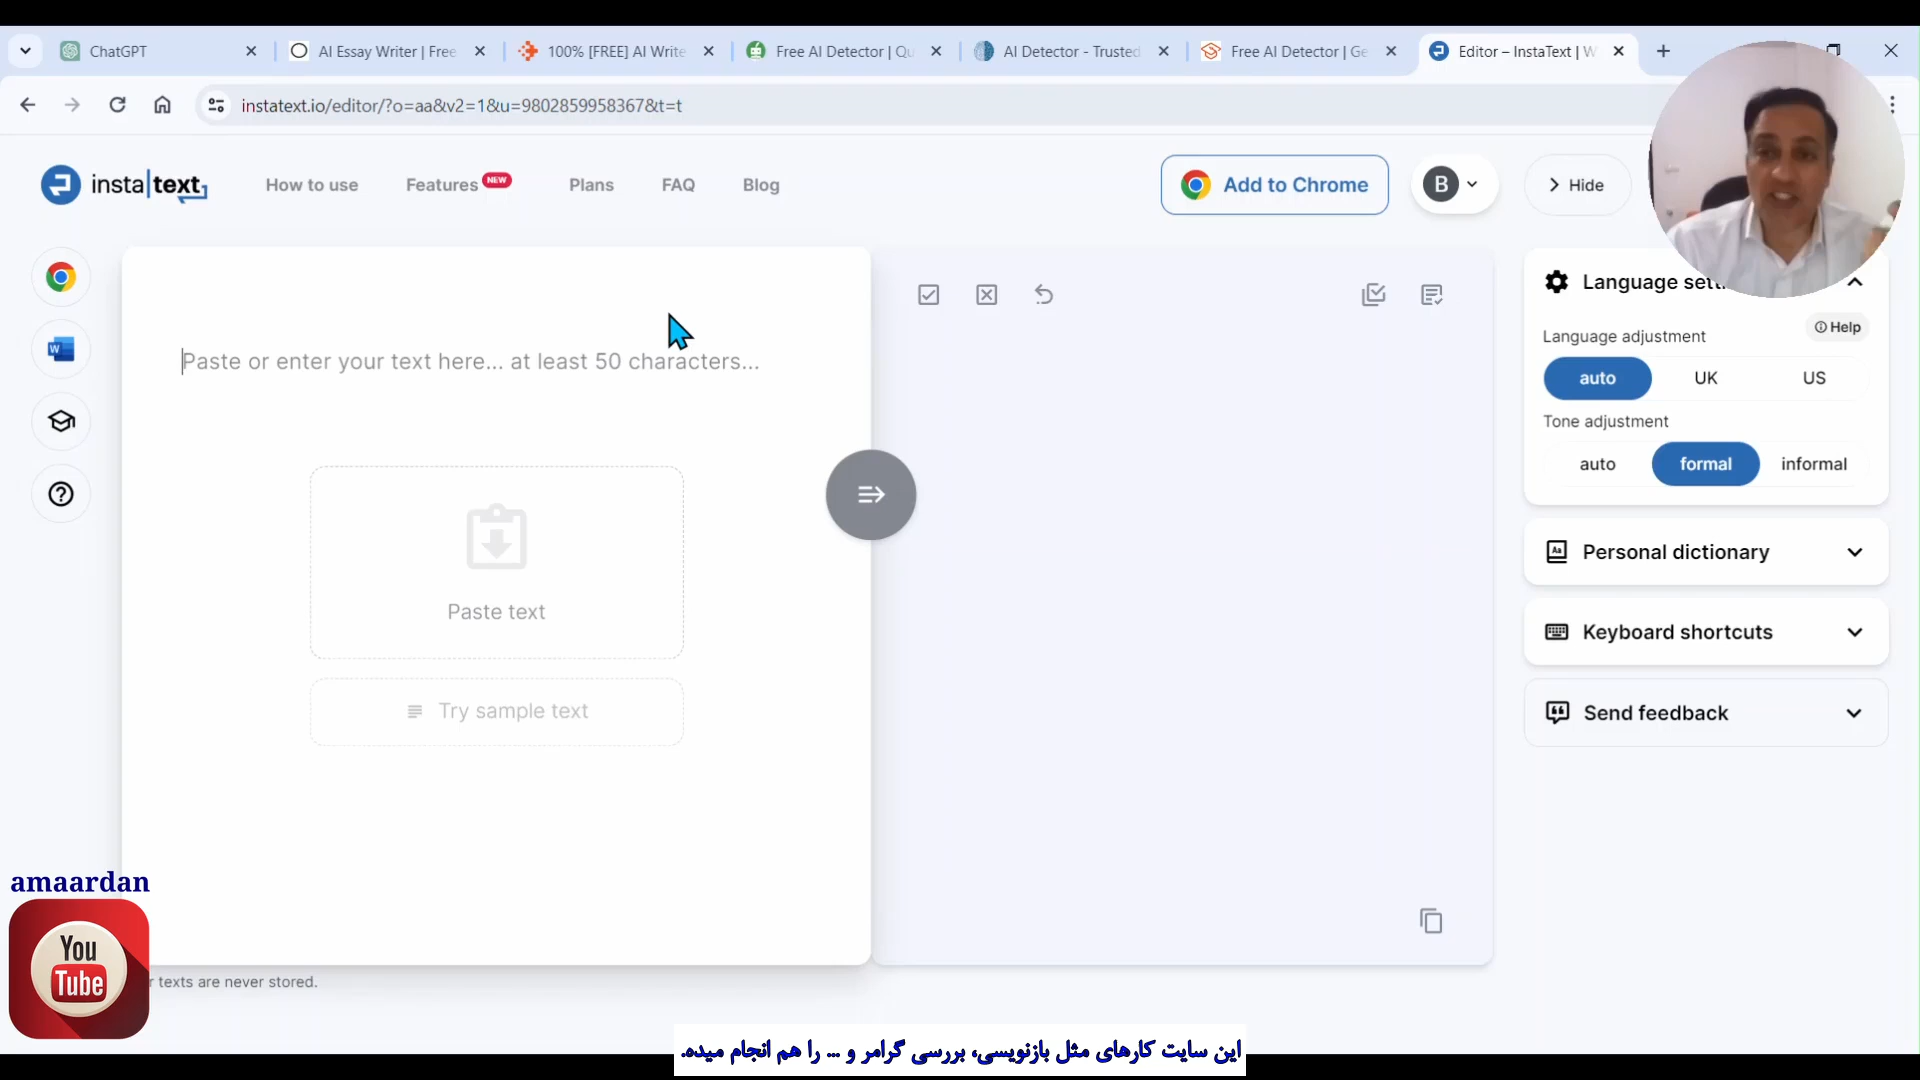 ChatGPT
AI Essay Writer | Free
100% [FREE] AI Write
Free AI Detector | Qu
AI Detector - Trusted
Free AI Detector | Ge
Editor – InstaText | W
instatext.io/editor/?o=aa&v2=1&u=9802859958367&t=t
insta|text
How to use
Features NEW
Plans
FAQ
Blog
Add to Chrome
B
Hide
Paste or enter your text here... at least 50 characters...
Paste text
Try sample text
Language
Help
Language adjustment
auto UK US
Tone adjustment
auto formal informal
Personal dictionary
Keyboard shortcuts
Send feedback
amaardan
You
Tube
texts are never stored.
این سایت کارهای مثل بازنویسی، بررسی گرامر و ... را هم انجام میده.